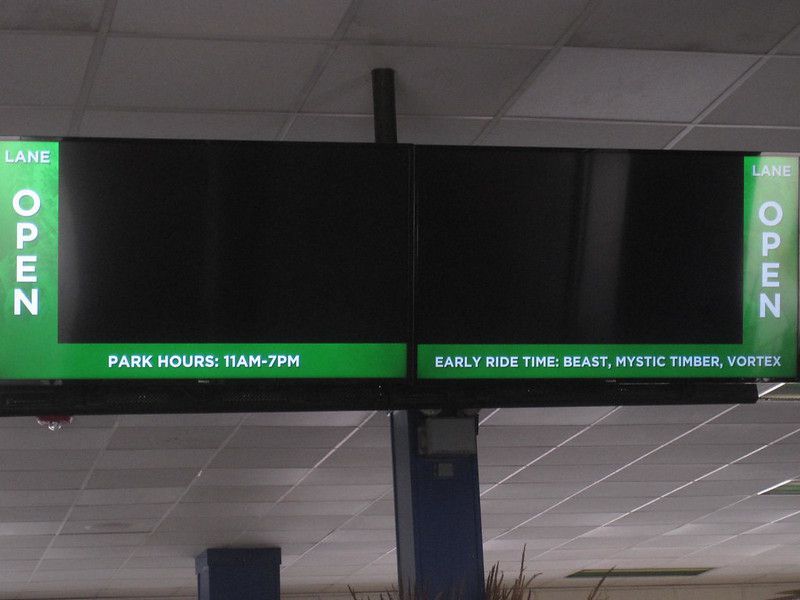 LANE
OPEN
PARK HOURS: 11AM-7PM
EARLY RIDE TIME: BEAST, MYSTIC TIMBER, VORTEX
LANE
OPEN